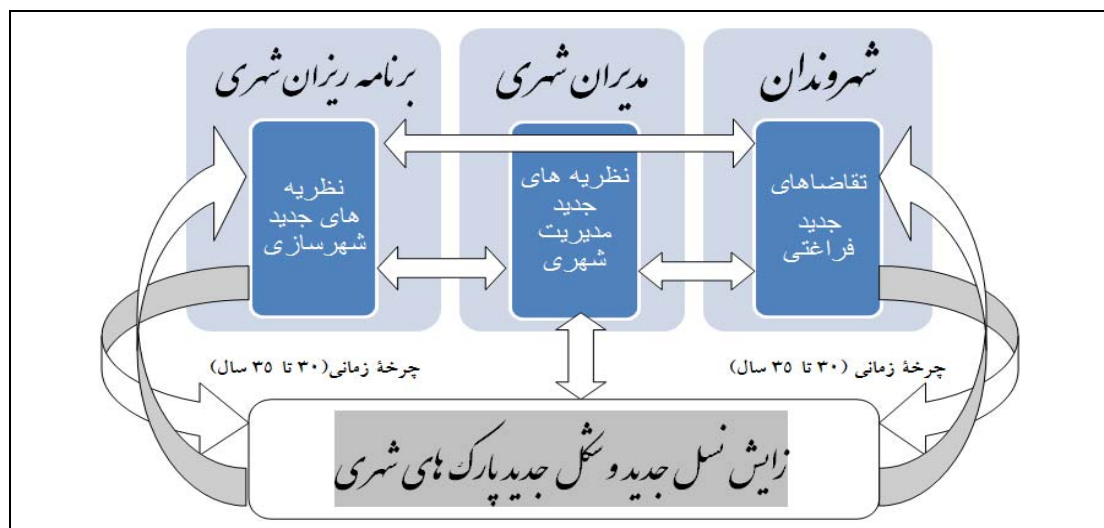 شهروندان
مدیران شهری
برنامه ریزان شهری
تقاضاهای
جدید
فراغتی
نظریه های
جدید
مدیریت
شهری
نظریه
های جدید
شهرسازی
چرخهٔ زمانی (۳۰ تا ۳۵ سال)
چرخهٔ زمانی(۳۰ تا ۳۵ سال)
زایش نسل جدید و شکل جدید پارک های شهری